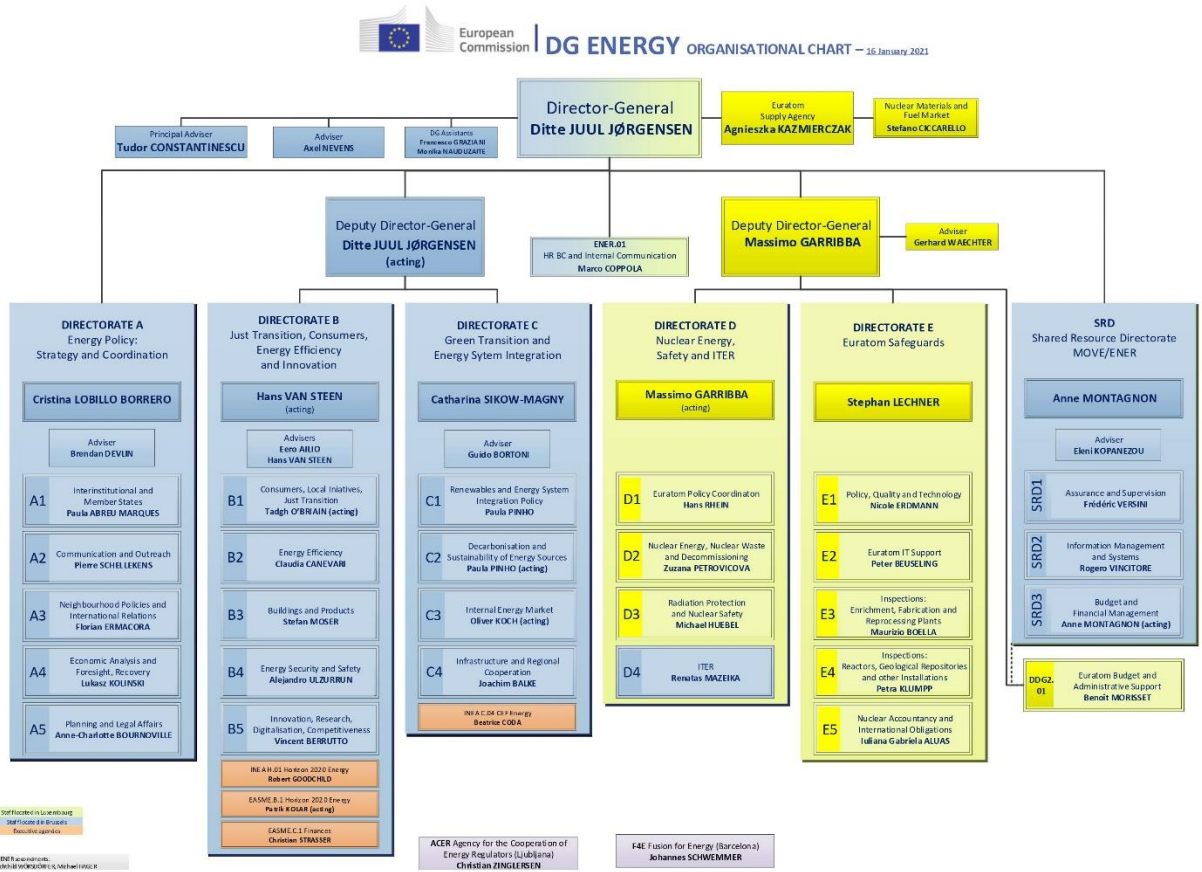 European
Commission
DG ENERGY ORGANISATIONAL CHART – 16 January 2021
Director-General
Ditte JUUL JØRGENSEN
Euratom
Supply Agency
Agnieszka KAZMIERCZAK
Nuclear Materials and
Fuel Market
Stefano CICCARELLO
Principal Adviser
Tudor CONSTANTINESCU
Adviser
Axel NEVENS
DG Assistants
Francesco GRAZIANI
Monika NAUDUZAITE
Deputy Director-General
Ditte JUUL JØRGENSEN
(acting)
ENER.01
HR BC and Internal Communication
Marco COPPOLA
Deputy Director-General
Massimo GARRIBBA
Adviser
Gerhard WAECHTER
DIRECTORATE A
Energy Policy:
Strategy and Coordination
Cristina LOBILLO BORRERO
Adviser
Brendan DEVLIN
A1
Interinstitutional and
Member States
Paula ABREU MARQUES
A2
Communication and Outreach
Pierre SCHELLEKENS
A3
Neighbourhood Policies and
International Relations
Florian ERMACORA
A4
Economic Analysis and
Foresight, Recovery
Lukasz KOLINSKI
A5
Planning and Legal Affairs
Anne-Charlotte BOURNOVILLE
DIRECTORATE B
Just Transition, Consumers,
Energy Efficiency
and Innovation
Hans VAN STEEN
(acting)
Advisers
Eero AILIO
Hans VAN STEEN
B1
Consumers, Local Iniatives,
Just Transition
Tadgh O'BRIAIN (acting)
B2
Energy Efficiency
Claudia CANEVARI
B3
Buildings and Products
Stefan MOSER
B4
Energy Security and Safety
Alejandro ULZURRUN
B5
Innovation, Research,
Digitalisation, Competitiveness
Vincent BERRUTTO
INEA.H.01 Horizon 2020 Energy
Robert GOODCHILD
EASME.B.1 Horizon 2020 Energy
Patrik KOLAR (acting)
EASME.C.1 Finances
Christian STRASSER
DIRECTORATE C
Green Transition and
Energy Sytem Integration
Catharina SIKOW-MAGNY
Adviser
Guido BORTONI
C1
Renewables and Energy System
Integration Policy
Paula PINHO
C2
Decarbonisation and
Sustainability of Energy Sources
Paula PINHO (acting)
C3
Internal Energy Market
Oliver KOCH (acting)
C4
Infrastructure and Regional
Cooperation
Joachim BALKE
INEA.C.04 CEF Energy
Beatrice CODA
DIRECTORATE D
Nuclear Energy,
Safety and ITER
Massimo GARRIBBA
(acting)
D1
Euratom Policy Coordinaton
Hans RHEIN
D2
Nuclear Energy, Nuclear Waste
and Decommissioning
Zuzana PETROVICOVA
D3
Radiation Protection
and Nuclear Safety
Michael HUEBEL
D4
ITER
Renatas MAZEIKA
DIRECTORATE E
Euratom Safeguards
Stephan LECHNER
E1
Policy, Quality and Technology
Nicole ERDMANN
E2
Euratom IT Support
Peter BEUSELING
E3
Inspections:
Enrichment, Fabrication and
Reprocessing Plants
Maurizio BOELLA
E4
Inspections:
Reactors, Geological Repositories
and other Installations
Petra KLUMPP
E5
Nuclear Accountancy and
International Obligations
Iuliana Gabriela ALUAS
SRD
Shared Resource Directorate
MOVE/ENER
Anne MONTAGNON
Adviser
Eleni KOPANEZOU
SRD1
Assurance and Supervision
Frédéric VERSINI
SRD2
Information Management
and Systems
Rogero VINCITORE
SRD3
Budget and
Financial Management
Anne MONTAGNON (acting)
DDG2.
01
Euratom Budget and
Administrative Support
Benoit MORISSET
Staff located in Luxembourg
Staff located in Brussels
Executive agencies
ACER Agency for the Cooperation of
Energy Regulators (Ljubljana)
Christian ZINGLERSEN
F4E Fusion for Energy (Barcelona)
Johannes SCHWEMMER